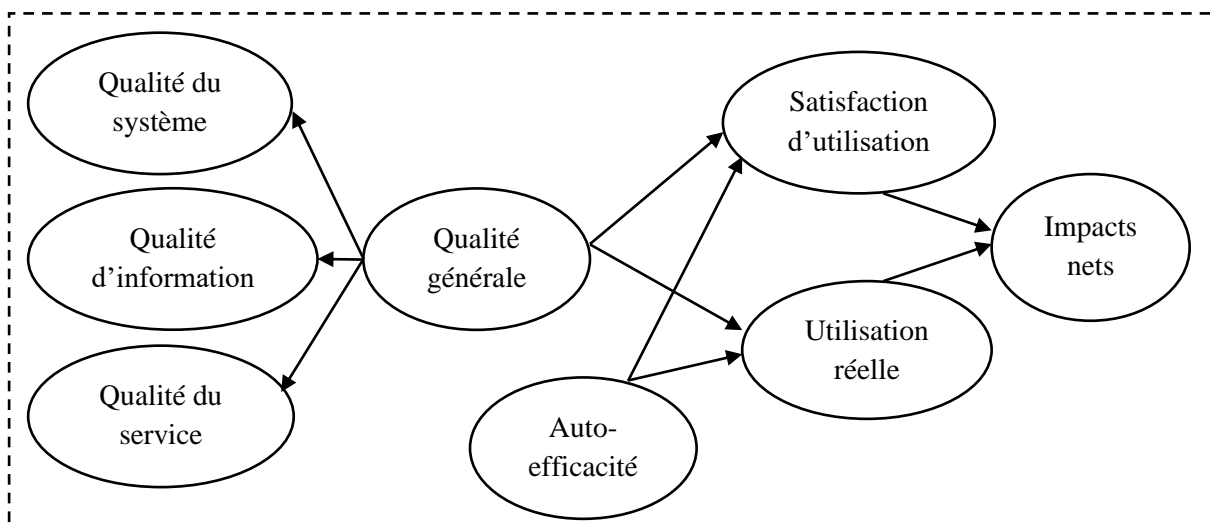 Qualité du
système
Qualité
d’information
Qualité du
service
Qualité
générale
Auto-
efficacité
Satisfaction
d’utilisation
Utilisation
réelle
Impacts
nets